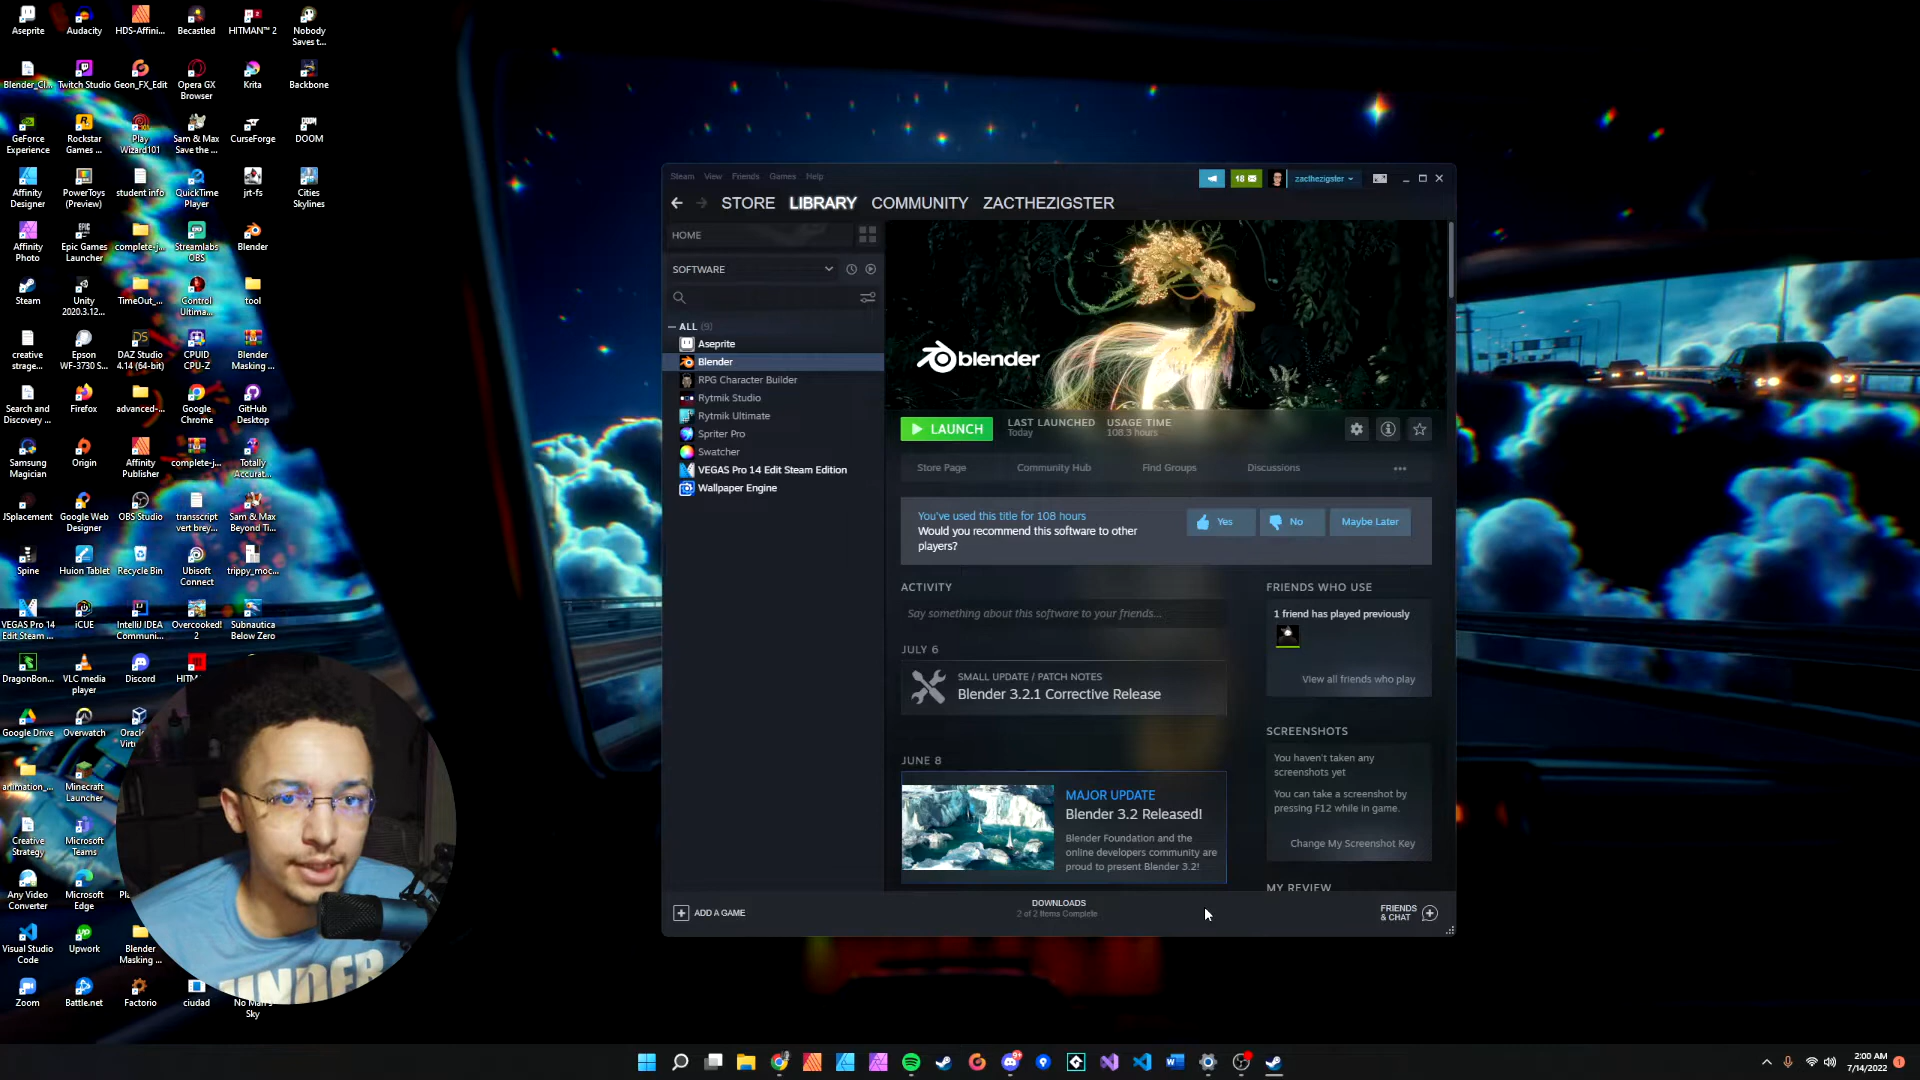 Aseprite
Audacity
HDS-Affini...
Becastled
HITMAN™ 2
Nobody
Saves t...
Blender_Cl...
Twitch Studio
Geon_FX_Edit
Opera GX
Browser
Krita
Backbone
GeForce
Experience
Rockstar
Games ...
Play
Wizard101
Sam & Max
Save the ...
CurseForge
DOOM
Affinity
Designer
PowerToys
(Preview)
student info
QuickTime
Player
jrt-fs
Cities
Skylines
Affinity
Photo
Epic Games
Launcher
complete-j...
Streamlabs
OBS
Blender
Steam
Unity
2020.3.12...
TimeOut_...
Control
Ultima...
tool
creative
strage...
Epson
WF-3730 S...
DAZ Studio
4.14 (64-bit)
CPUID
CPU-Z
Blender
Masking ...
Search and
Discovery ...
Firefox
advanced-...
Google
Chrome
GitHub
Desktop
Samsung
Magician
Origin
Affinity
Publisher
complete-j...
Totally
Accurat...
JSplacement
Google Web
Designer
OBS Studio
transscript
vert brey...
Sam & Max
Beyond Ti...
Spine
Huion Tablet
Recycle Bin
Ubisoft
Connect
trippy_moc...
VEGAS Pro 14
Edit Steam ...
iCUE
IntelliJ IDEA
Communi...
Overcooked!
2
Subnautica
Below Zero
DragonBon...
VLC media
player
Discord
HITM
Google Drive
Overwatch
Orac
Virtu
animation_...
Minecraft
Launcher
Creative
Strategy
Microsoft
Teams
Any Video
Converter
Microsoft
Edge
Visual Studio
Code
Upwork
Blender
Masking ...
Zoom
Battle.net
Factorio
ciudad
No Man's
Sky
Steam View Friends Games Help
18
zacthezigster
STORE LIBRARY COMMUNITY ZACTHEZIGSTER
HOME
SOFTWARE
ALL (9)
Aseprite
Blender
RPG Character Builder
Rytmik Studio
Rytmik Ultimate
Spriter Pro
Swatcher
VEGAS Pro 14 Edit Steam Edition
Wallpaper Engine
blender
LAUNCH
LAST LAUNCHED
Today
USAGE TIME
108.3 hours
Store Page Community Hub Find Groups Discussions
You've used this title for 108 hours
Would you recommend this software to other
players?
Yes No Maybe Later
ACTIVITY
Say something about this software to your friends...
JULY 6
SMALL UPDATE / PATCH NOTES
Blender 3.2.1 Corrective Release
JUNE 8
MAJOR UPDATE
Blender 3.2 Released!
Blender Foundation and the
online developers community are
proud to present Blender 3.2!
FRIENDS WHO USE
1 friend has played previously
View all friends who play
SCREENSHOTS
You haven't taken any
screenshots yet
You can take a screenshot by
pressing F12 while in game.
Change My Screenshot Key
MY REVIEW
ADD A GAME
DOWNLOADS
2 of 2 Items Complete
FRIENDS
& CHAT
2:00 AM
7/14/2022